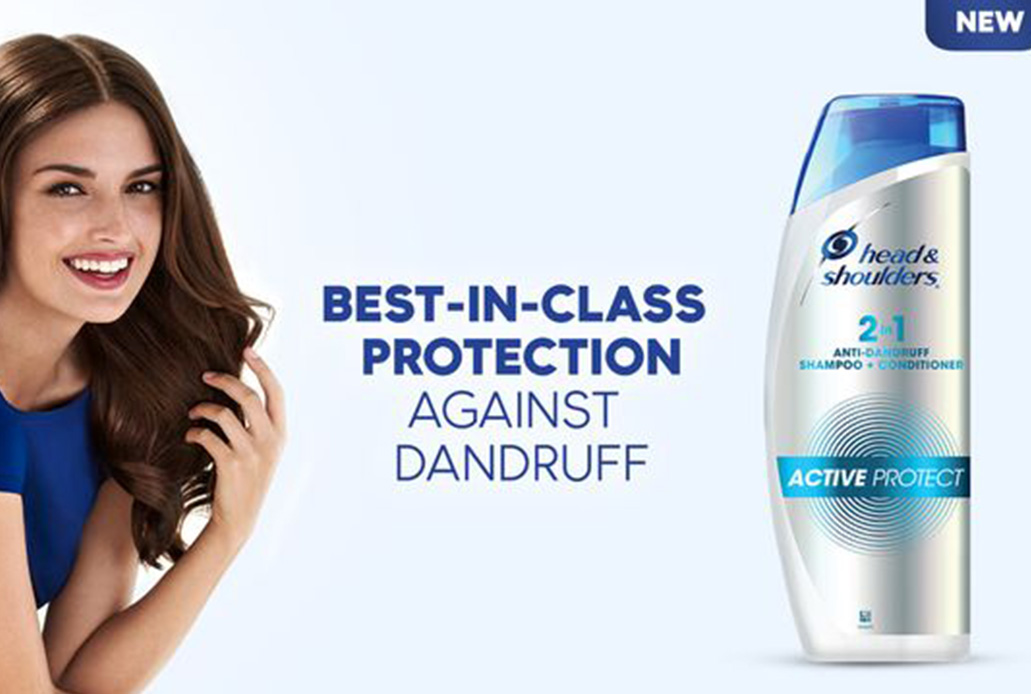 NEW
BEST-IN-CLASS
PROTECTION
AGAINST
DANDRUFF
head &
shoulders
2in1
ANTI-DANDRUFF
SHAMPOO + CONDITIONER
ACTIVE PROTECT